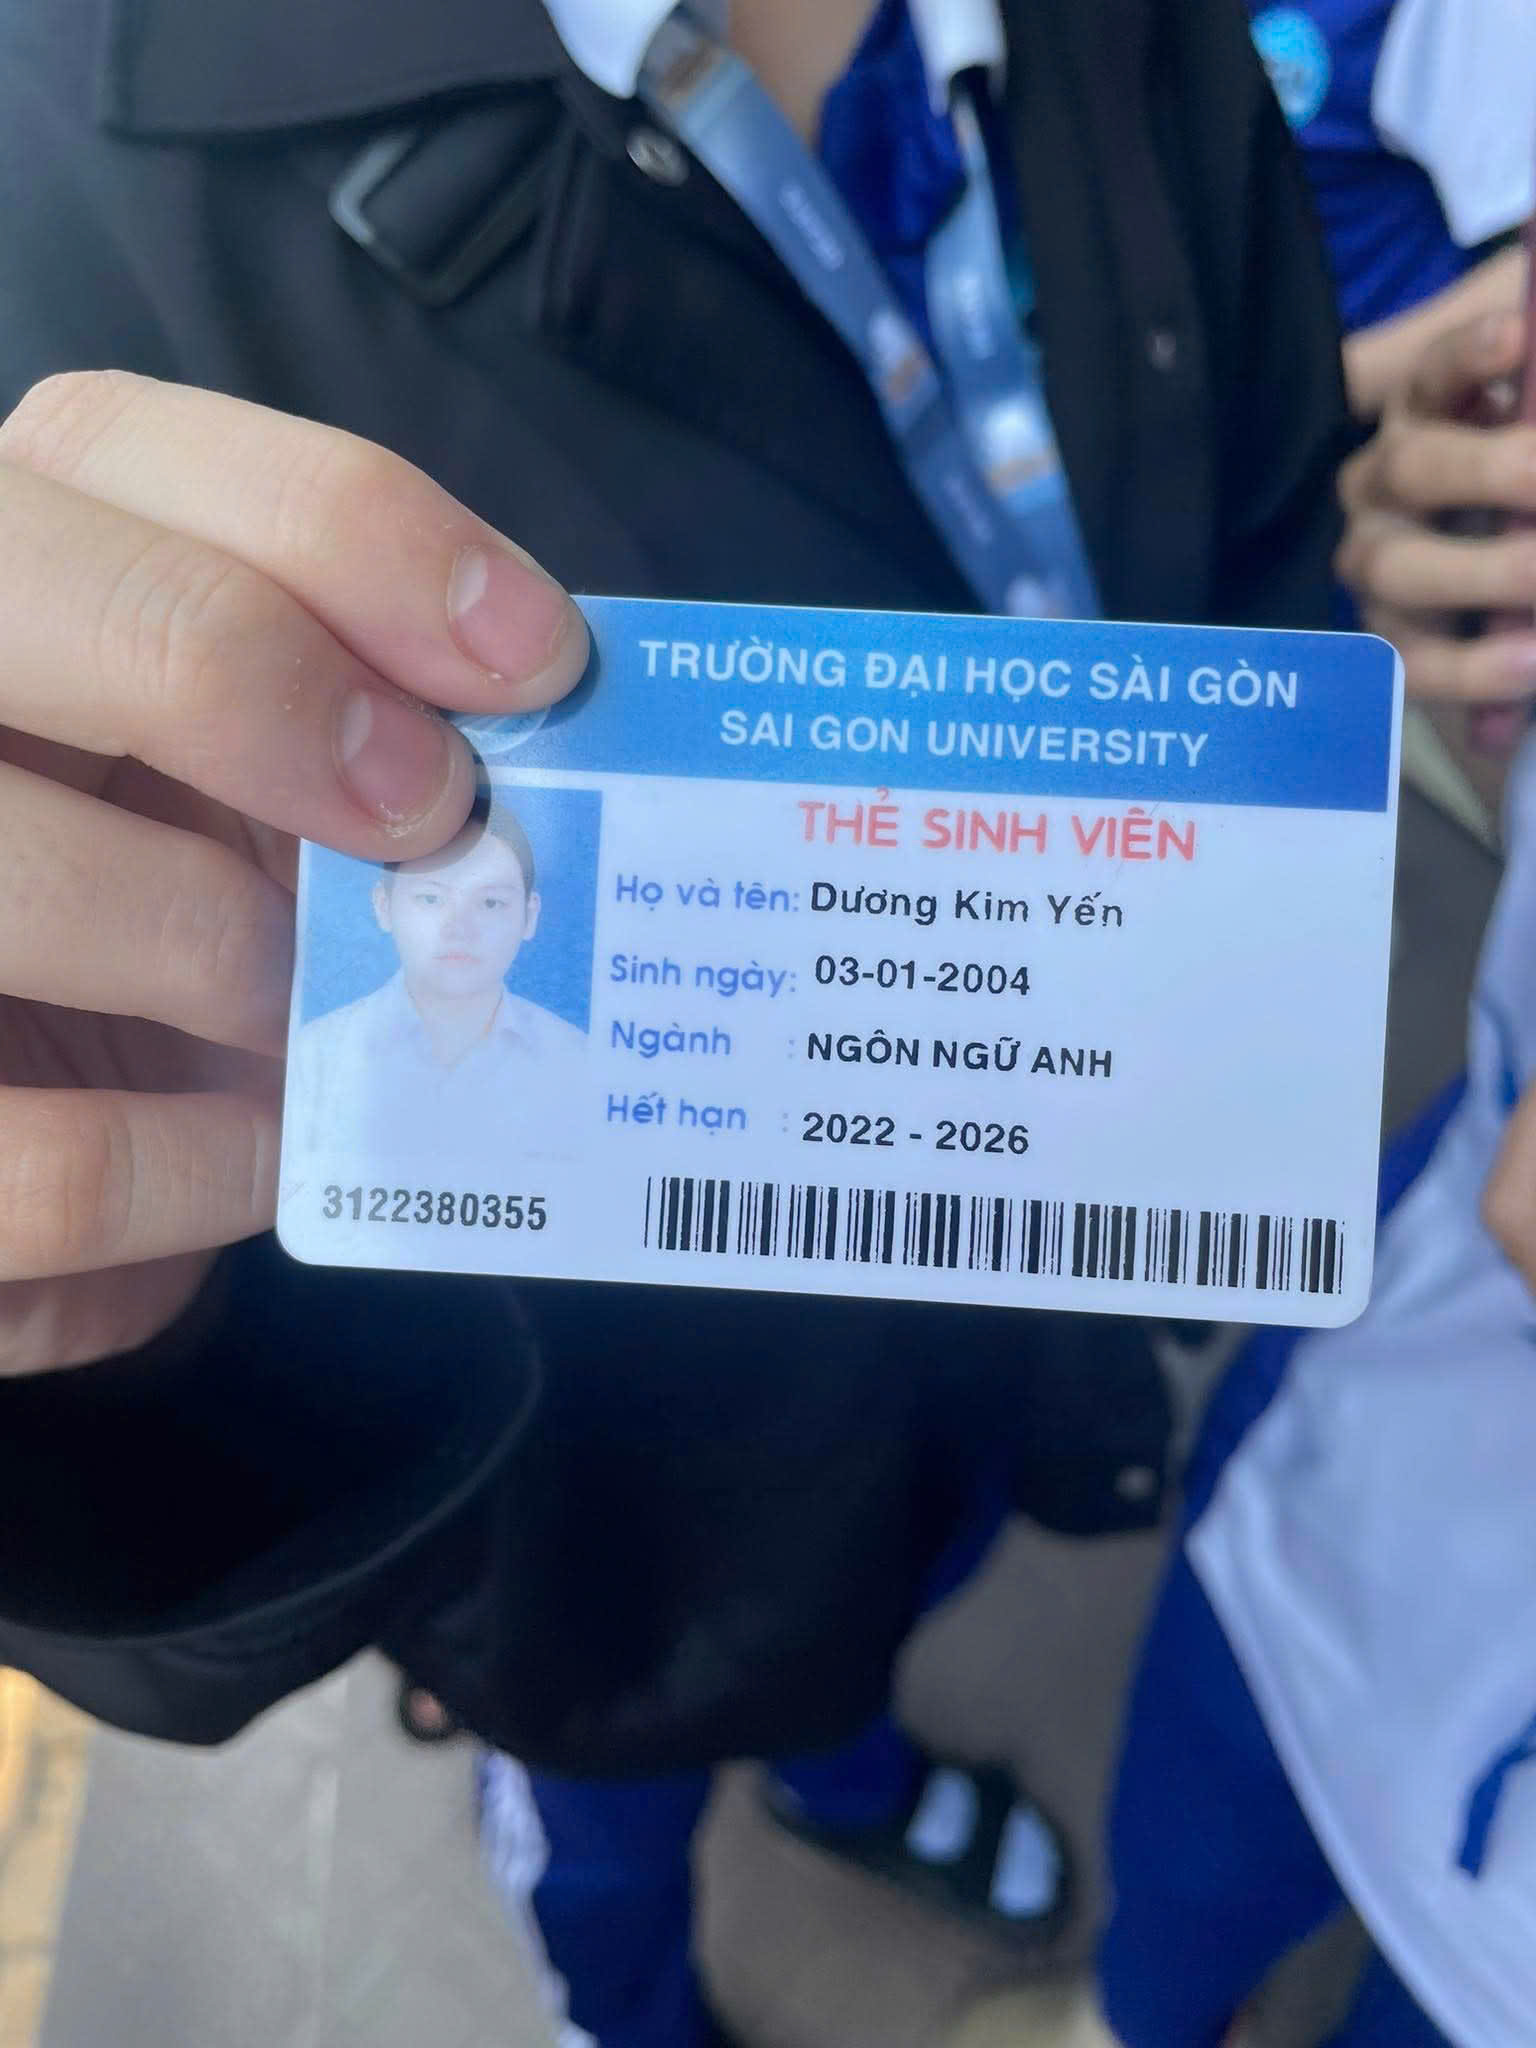 TRƯỜNG ĐẠI HỌC SÀI GÒN
SAI GON UNIVERSITY
THẺ SINH VIÊN
Họ và tên: Dương Kim Yến
Sinh ngày: 03-01-2004
Ngành : NGÔN NGỮ ANH
Hết hạn : 2022 - 2026
3122380355